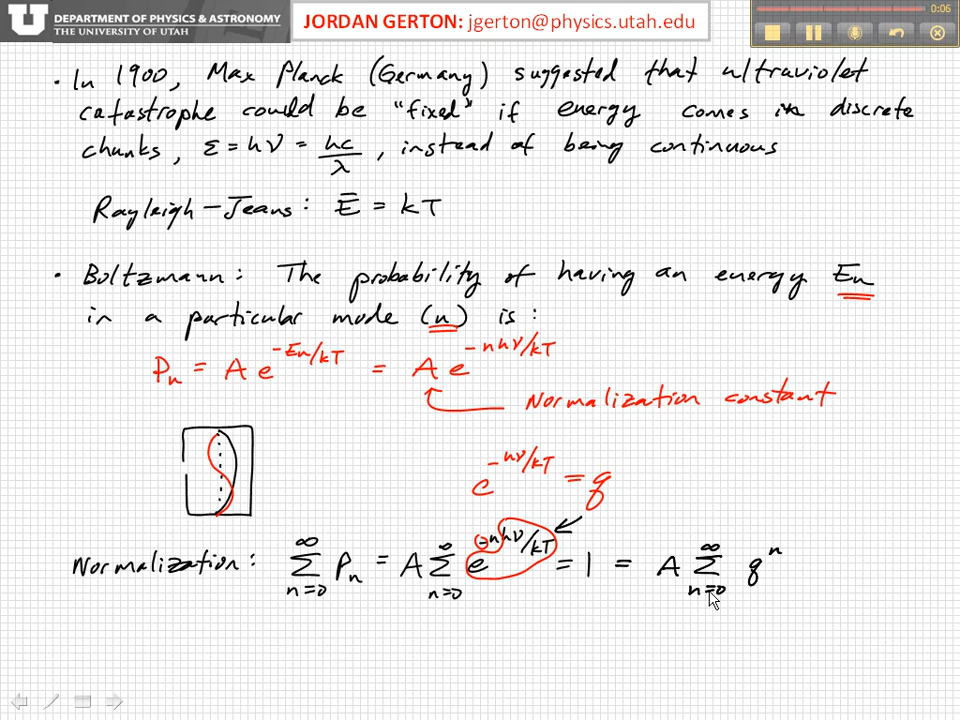 U DEPARTMENT OF PHYSICS & ASTRONOMY
THE UNIVERSITY OF UTAH
JORDAN GERTON: jgerton@physics.utah.edu
0:06
· In 1900, Max Planck (Germany) suggested that ultraviolet
catastrophe could be "fixed" if energy comes in discrete
chunks, ε = hν = hc/λ, instead of being continuous
Rayleigh-Jeans: Ē = kT
· Boltzmann: The probability of having an energy En
in a particular mode (n) is:
Pn = A e^(-En/kT) = A e^(-nhν/kT)
Normalization constant
e^(-hν/kT) = q
Normalization: ∑_{n=0}^{∞} Pn = A ∑_{n=0}^{∞} e^(-nhν/kT) = 1 = A ∑_{n=0}^{∞} q^n